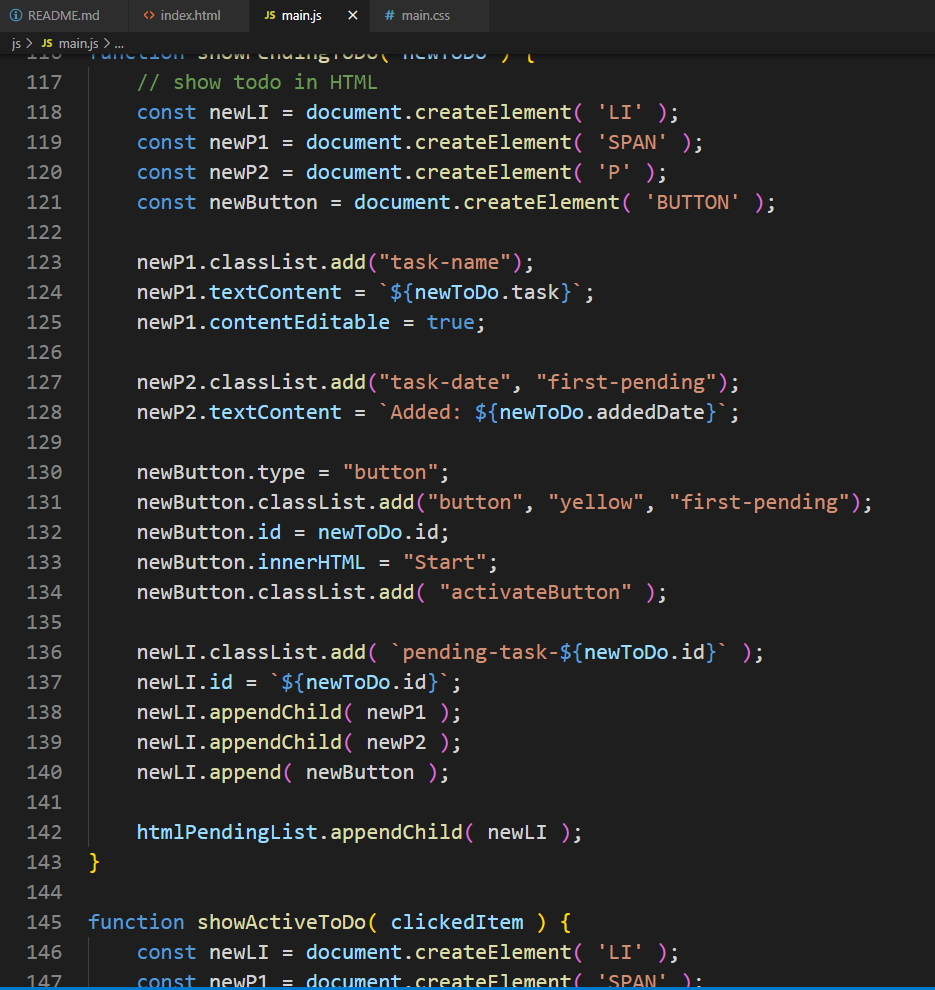 README.md index.html JS main.js × # main.css
js > JS main.js > ...
116 function showPendingToDo( newToDo ) {
117 // show todo in HTML
118 const newLI = document.createElement( 'LI' );
119 const newP1 = document.createElement( 'SPAN' );
120 const newP2 = document.createElement( 'P' );
121 const newButton = document.createElement( 'BUTTON' );
122
123 newP1.classList.add("task-name");
124 newP1.textContent = `${newToDo.task}`;
125 newP1.contentEditable = true;
126
127 newP2.classList.add("task-date", "first-pending");
128 newP2.textContent = `Added: ${newToDo.addedDate}`;
129
130 newButton.type = "button";
131 newButton.classList.add("button", "yellow", "first-pending");
132 newButton.id = newToDo.id;
133 newButton.innerHTML = "Start";
134 newButton.classList.add( "activateButton" );
135
136 newLI.classList.add( `pending-task-${newToDo.id}` );
137 newLI.id = `${newToDo.id}`;
138 newLI.appendChild( newP1 );
139 newLI.appendChild( newP2 );
140 newLI.append( newButton );
141
142 htmlPendingList.appendChild( newLI );
143 }
144
145 function showActiveToDo( clickedItem ) {
146 const newLI = document.createElement( 'LI' );
147 const newP1 = document.createElement( 'SPAN' );